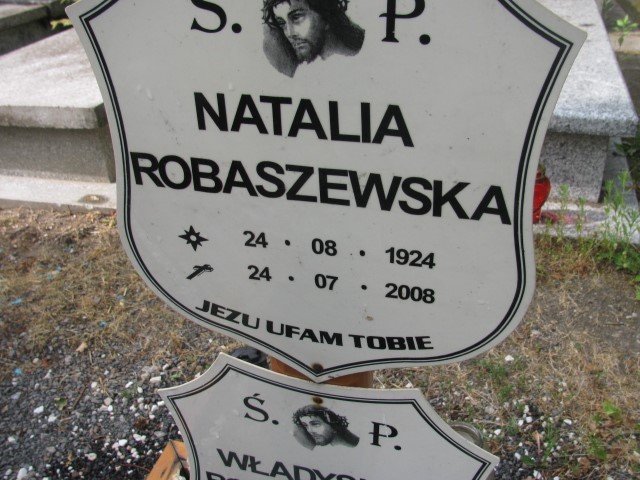 Ś. P.
NATALIA
ROBASZEWSKA
24 · 08 · 1924
24 · 07 · 2008
JEZU UFAM TOBIE
Ś. P.